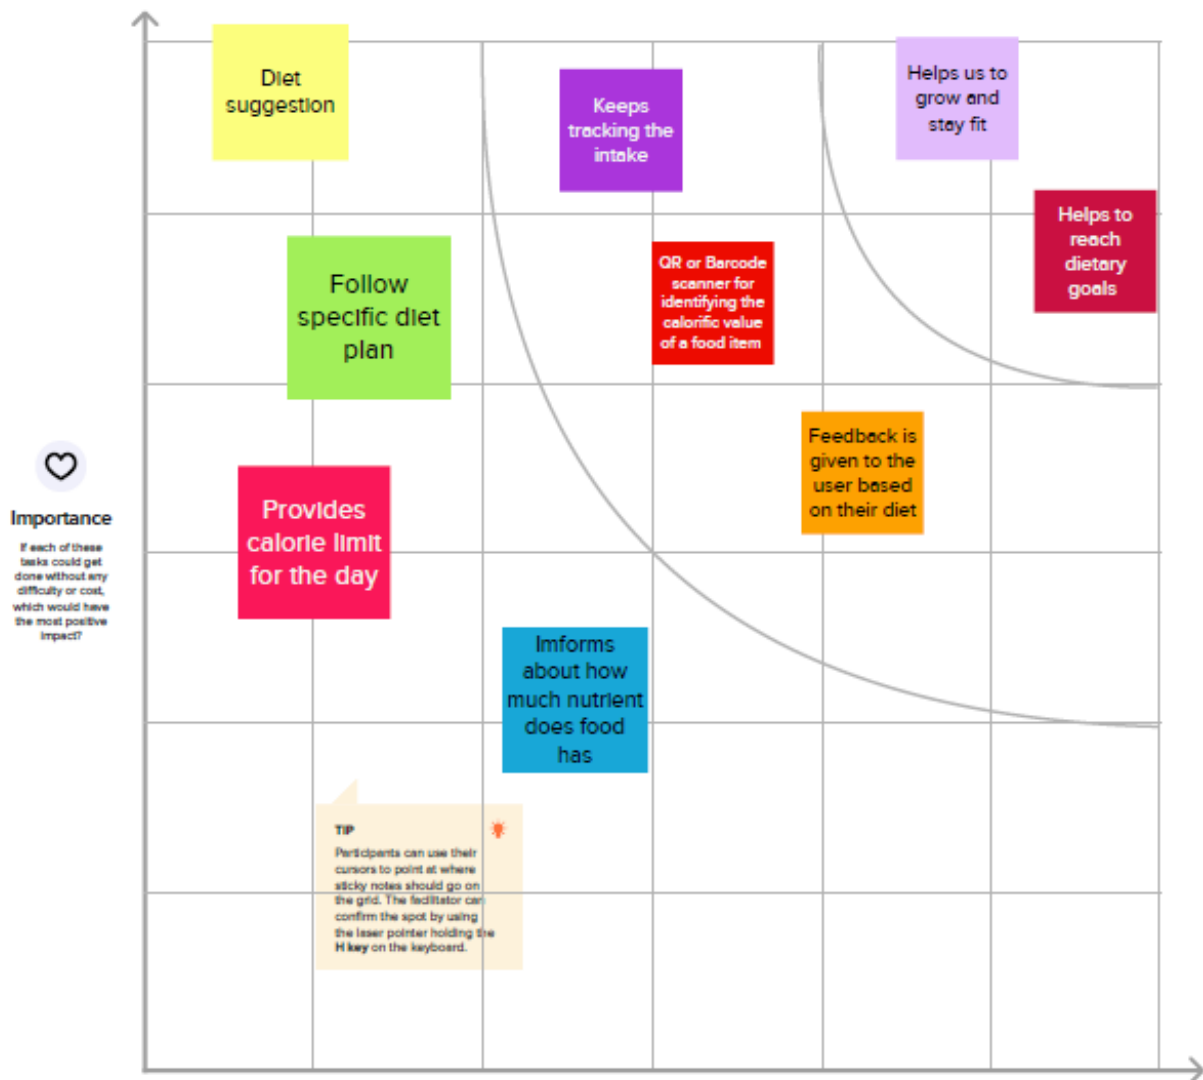 Diet
suggestion
Keeps
tracking the
intake
Helps us to
grow and
stay fit
Helps to
reach
dietary
goals
Follow
specific diet
plan
QR or Barcode
scanner for
identifying the
calorific value
of a food item
Feedback is
given to the
user based
on their diet
Importance
If each of these
tasks could get
done without any
difficulty or cost,
which would have
the most positive
impact?
Provides
calorie limit
for the day
Imforms
about how
much nutrient
does food
has
TIP
Participants can use their
cursors to point at where
sticky notes should go on
the grid. The facilitator can
confirm the spot by using
the laser pointer holding the
H key on the keyboard.